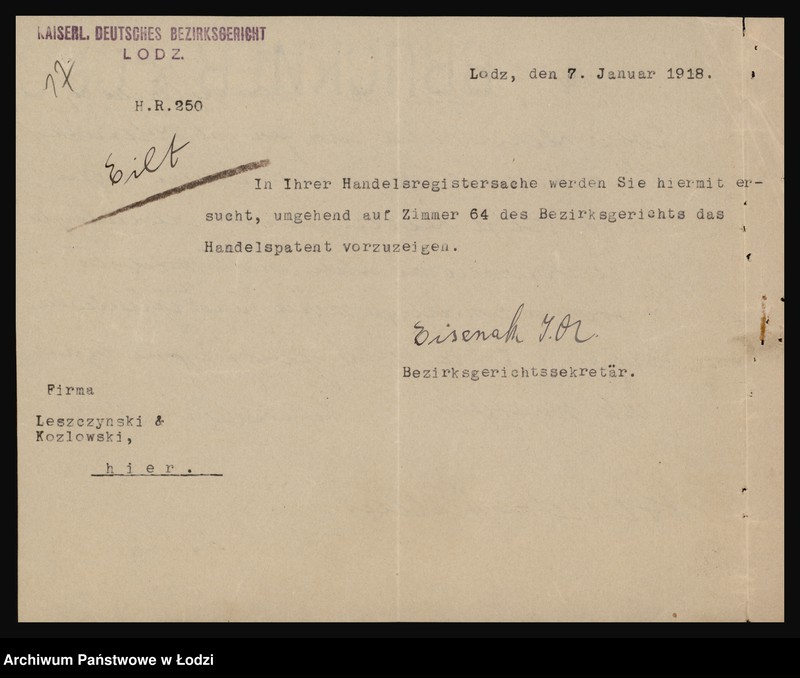 KAISERL. DEUTSCHES BEZIRKSGERICHT
LODZ.
Lodz, den 7. Januar 1918.
H.R.250
Eilt
In Ihrer Handelsregistersache werden Sie hiermit er-
sucht, umgehend auf Zimmer 64 des Bezirksgerichts das
Handelspatent vorzuzeigen.
Bezirksgerichtssekretär.
Firma
Leszczynski &
Kozlowski,
hier.
Archiwum Państwowe w Łodzi